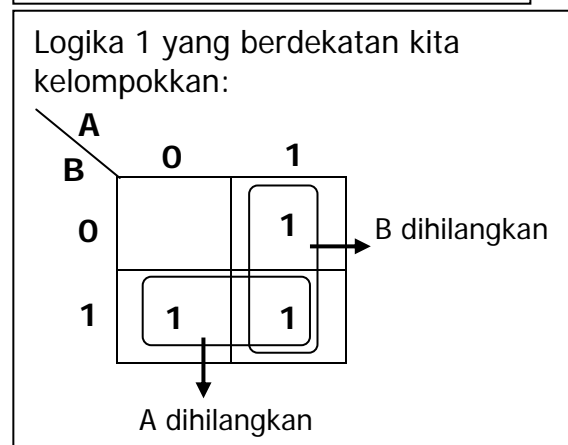 Logika 1 yang berdekatan kita
kelompokkan:
A
B 0 1
0 1 B dihilangkan
1 1 1
A dihilangkan